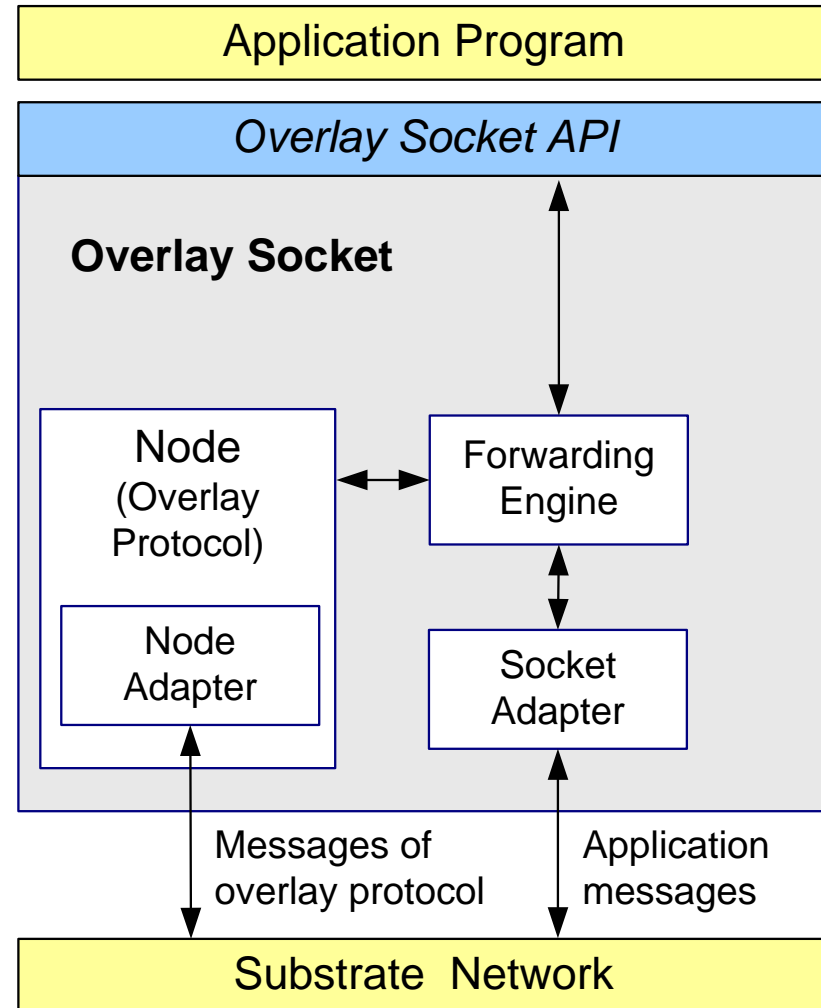 Application Program
Overlay Socket API
Overlay Socket
Node
(Overlay
Protocol)
Forwarding
Engine
Node
Adapter
Socket
Adapter
Messages of
overlay protocol
Application
messages
Substrate Network